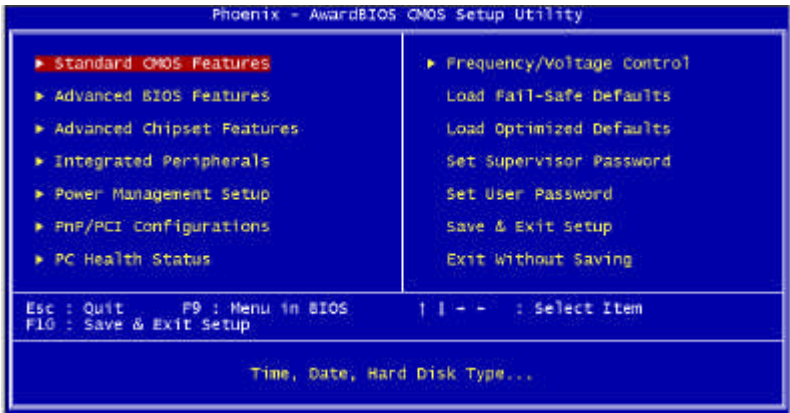 Phoenix - AwardBIOS CMOS Setup Utility
▶ Standard CMOS Features
▶ Advanced BIOS Features
▶ Advanced Chipset Features
▶ Integrated Peripherals
▶ Power Management Setup
▶ PnP/PCI Configurations
▶ PC Health Status
▶ Frequency/Voltage Control
Load Fail-Safe Defaults
Load Optimized Defaults
Set Supervisor Password
Set User Password
Save & Exit Setup
Exit Without Saving
Esc : Quit F9 : Menu in BIOS ↑ ↓ → ← : Select Item
F10 : Save & Exit Setup
Time, Date, Hard Disk Type...